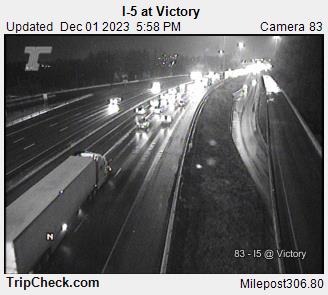 I-5 at Victory
Updated Dec 01 2023 5:58 PM Camera 83
T
N
83 - I5 @ Victory
TripCheck.com Milepost306.80